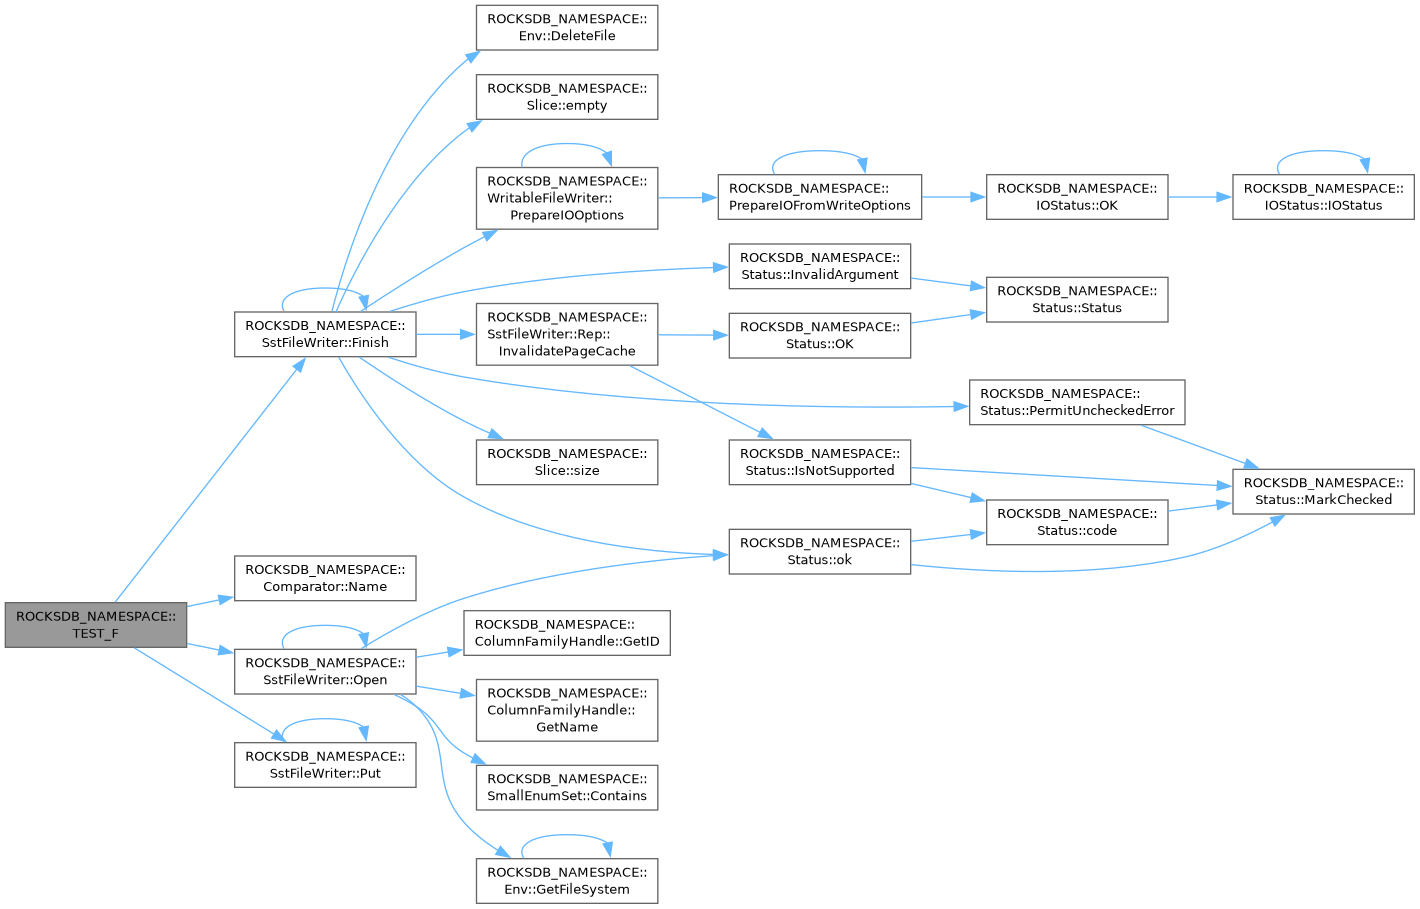 ROCKSDB_NAMESPACE::
Env::DeleteFile
ROCKSDB_NAMESPACE::
Slice::empty
ROCKSDB_NAMESPACE::
WritableFileWriter::
PrepareIOOptions
ROCKSDB_NAMESPACE::
PrepareIOFromWriteOptions
ROCKSDB_NAMESPACE::
IOStatus::OK
ROCKSDB_NAMESPACE::
IOStatus::IOStatus
ROCKSDB_NAMESPACE::
Status::InvalidArgument
ROCKSDB_NAMESPACE::
Status::Status
ROCKSDB_NAMESPACE::
SstFileWriter::Finish
ROCKSDB_NAMESPACE::
SstFileWriter::Rep::
InvalidatePageCache
ROCKSDB_NAMESPACE::
Status::OK
ROCKSDB_NAMESPACE::
Status::PermitUncheckedError
ROCKSDB_NAMESPACE::
Slice::size
ROCKSDB_NAMESPACE::
Status::IsNotSupported
ROCKSDB_NAMESPACE::
Status::MarkChecked
ROCKSDB_NAMESPACE::
Status::code
ROCKSDB_NAMESPACE::
Status::ok
ROCKSDB_NAMESPACE::
Comparator::Name
ROCKSDB_NAMESPACE::
TEST_F
ROCKSDB_NAMESPACE::
ColumnFamilyHandle::GetID
ROCKSDB_NAMESPACE::
SstFileWriter::Open
ROCKSDB_NAMESPACE::
ColumnFamilyHandle::
GetName
ROCKSDB_NAMESPACE::
SstFileWriter::Put
ROCKSDB_NAMESPACE::
SmallEnumSet::Contains
ROCKSDB_NAMESPACE::
Env::GetFileSystem